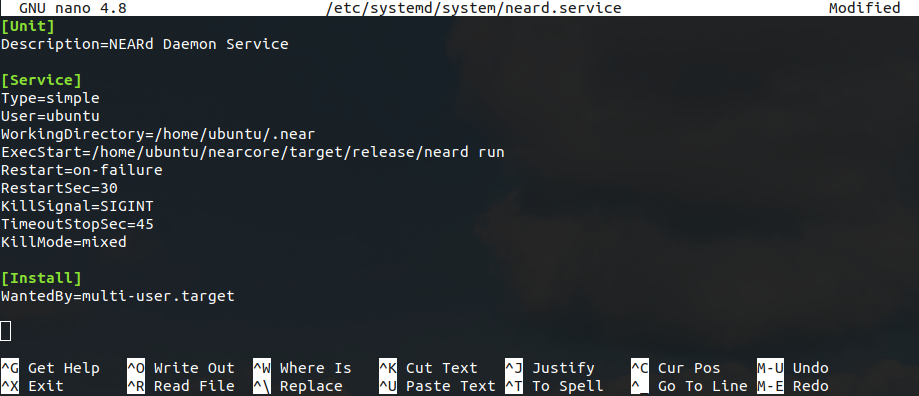 GNU nano 4.8 /etc/systemd/system/neard.service Modified
[Unit]
Description=NEARd Daemon Service
[Service]
Type=simple
User=ubuntu
WorkingDirectory=/home/ubuntu/.near
ExecStart=/home/ubuntu/nearcore/target/release/neard run
Restart=on-failure
RestartSec=30
KillSignal=SIGINT
TimeoutStopSec=45
KillMode=mixed
[Install]
WantedBy=multi-user.target
^G Get Help ^O Write Out ^W Where Is ^K Cut Text ^J Justify ^C Cur Pos M-U Undo
^X Exit ^R Read File ^\ Replace ^U Paste Text ^T To Spell ^_ Go To Line M-E Redo